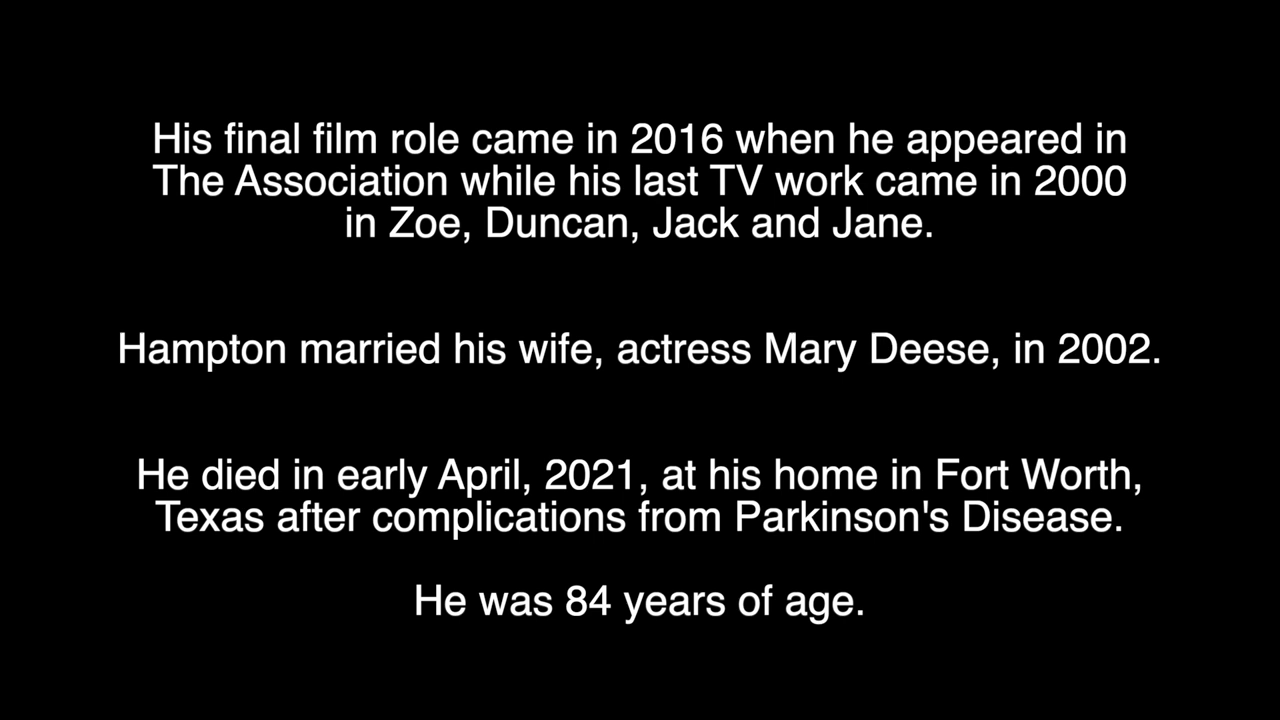 His final film role came in 2016 when he appeared in
The Association while his last TV work came in 2000
in Zoe, Duncan, Jack and Jane.
Hampton married his wife, actress Mary Deese, in 2002.
He died in early April, 2021, at his home in Fort Worth,
Texas after complications from Parkinson's Disease.
He was 84 years of age.